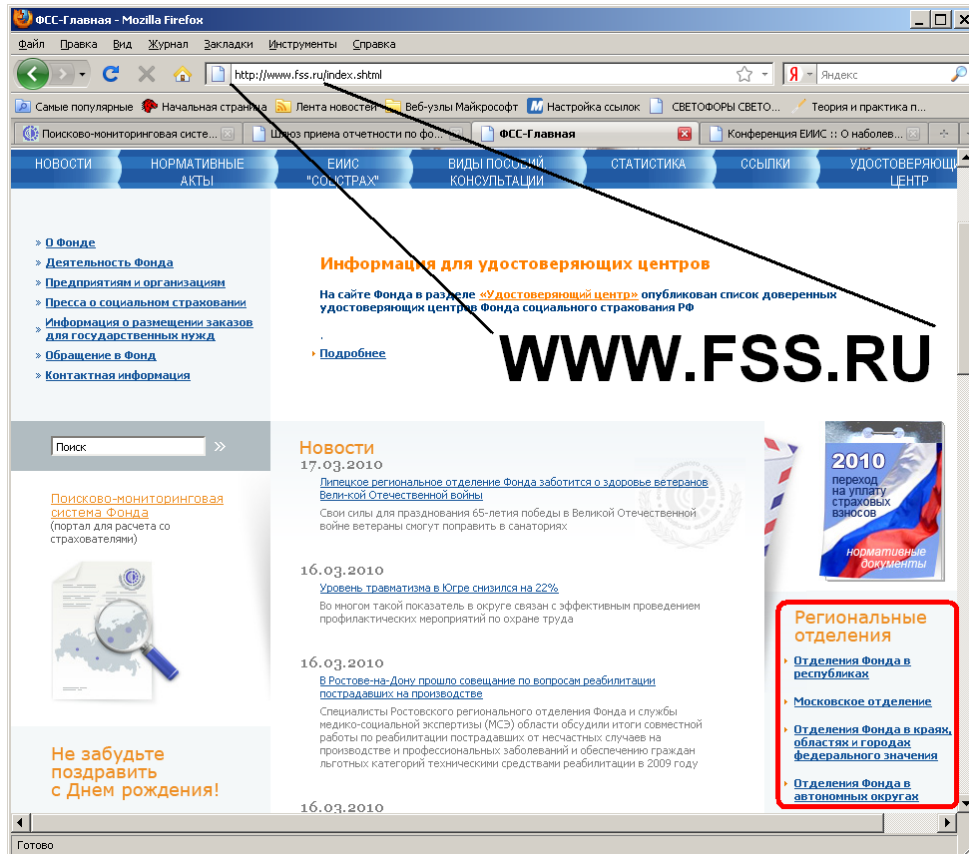 ФСС-Главная - Mozilla Firefox
Файл Правка Вид Журнал Закладки Инструменты Справка
http://www.fss.ru/index.shtml
Яндекс
Самые популярные Начальная страница Лента новостей Веб-узлы Майкрософт Настройка ссылок СВЕТОФОРЫ СВЕТО... Теория и практика п...
Поисково-мониторинговая систе... Шлюз приема отчетности по фо... ФСС-Главная Конференция ЕИИС :: О наболев...
НОВОСТИ
НОРМАТИВНЫЕ
АКТЫ
ЕИИС
"СОЦСТРАХ"
ВИДЫ ПОСОБИЙ
КОНСУЛЬТАЦИИ
СТАТИСТИКА
ССЫЛКИ
УДОСТОВЕРЯЮЩИ
ЦЕНТР
» О Фонде
» Деятельность Фонда
» Предприятиям и организациям
» Пресса о социальном страховании
» Информация о размещении заказов
для государственных нужд
» Обращение в Фонд
» Контактная информация
Информация для удостоверяющих центров
На сайте Фонда в разделе «Удостоверяющий центр» опубликован список доверенных
удостоверяющих центров Фонда социального страхования РФ
.
Подробнее
WWW.FSS.RU
Поиск »
Поисково-мониторинговая
система Фонда
(портал для расчета со
страхователями)
Не забудьте
поздравить
с Днем рождения!
Новости
17.03.2010
Липецкое региональное отделение Фонда заботится о здоровье ветеранов
Вели-кой Отечественной войны
Свои силы для празднования 65-летия победы в Великой Отечественной
войне ветераны смогут поправить в санаториях
16.03.2010
Уровень травматизма в Югре снизился на 22%
Во многом такой показатель в округе связан с эффективным проведением
профилактических мероприятий по охране труда
16.03.2010
В Ростове-на-Дону прошло совещание по вопросам реабилитации
пострадавших на производстве
Специалисты Ростовского регионального отделения Фонда и службы
медико-социальной экспертизы (МСЭ) области обсудили итоги совместной
работы по реабилитации пострадавших от несчастных случаев на
производстве и профессиональных заболеваний и обеспечению граждан
льготных категорий техническими средствами реабилитации в 2009 году
16.03.2010
2010
переход
на уплату
страховых
взносов
нормативные
документы
Региональные
отделения
Отделения Фонда в
республиках
Московское отделение
Отделения Фонда в краях,
областях и городах
федерального значения
Отделения Фонда в
автономных округах
Готово